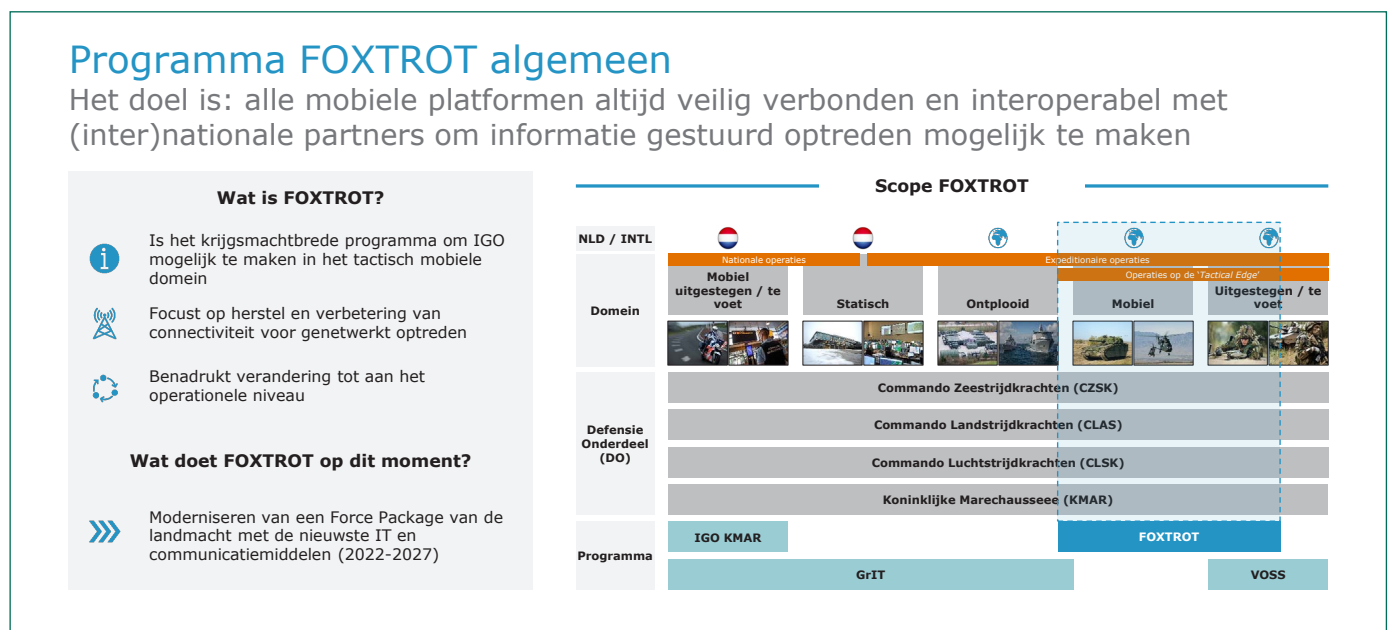 Programma FOXTROT algemeen
Het doel is: alle mobiele platformen altijd veilig verbonden en interoperabel met
(inter)nationale partners om informatie gestuurd optreden mogelijk te maken
Wat is FOXTROT?
Is het krijgsmachtbrede programma om IGO
mogelijk te maken in het tactisch mobiele
domein
Focust op herstel en verbetering van
connectiviteit voor genetwerkt optreden
Benadrukt verandering tot aan het
operationele niveau
Wat doet FOXTROT op dit moment?
Moderniseren van een Force Package van de
landmacht met de nieuwste IT en
communicatiemiddelen (2022-2027)
Scope FOXTROT
NLD / INTL
Nationale operaties
Expeditionaire operaties
Operaties op de 'Tactical Edge'
Domein
Mobiel
uitgestegen / te
voet
Statisch
Ontplooid
Mobiel
Uitgestegen / te
voet
Defensie
Onderdeel
(DO)
Commando Zeestrijdkrachten (CZSK)
Commando Landstrijdkrachten (CLAS)
Commando Luchtstrijdkrachten (CLSK)
Koninklijke Marechausseee (KMAR)
Programma
IGO KMAR
FOXTROT
GrIT
VOSS